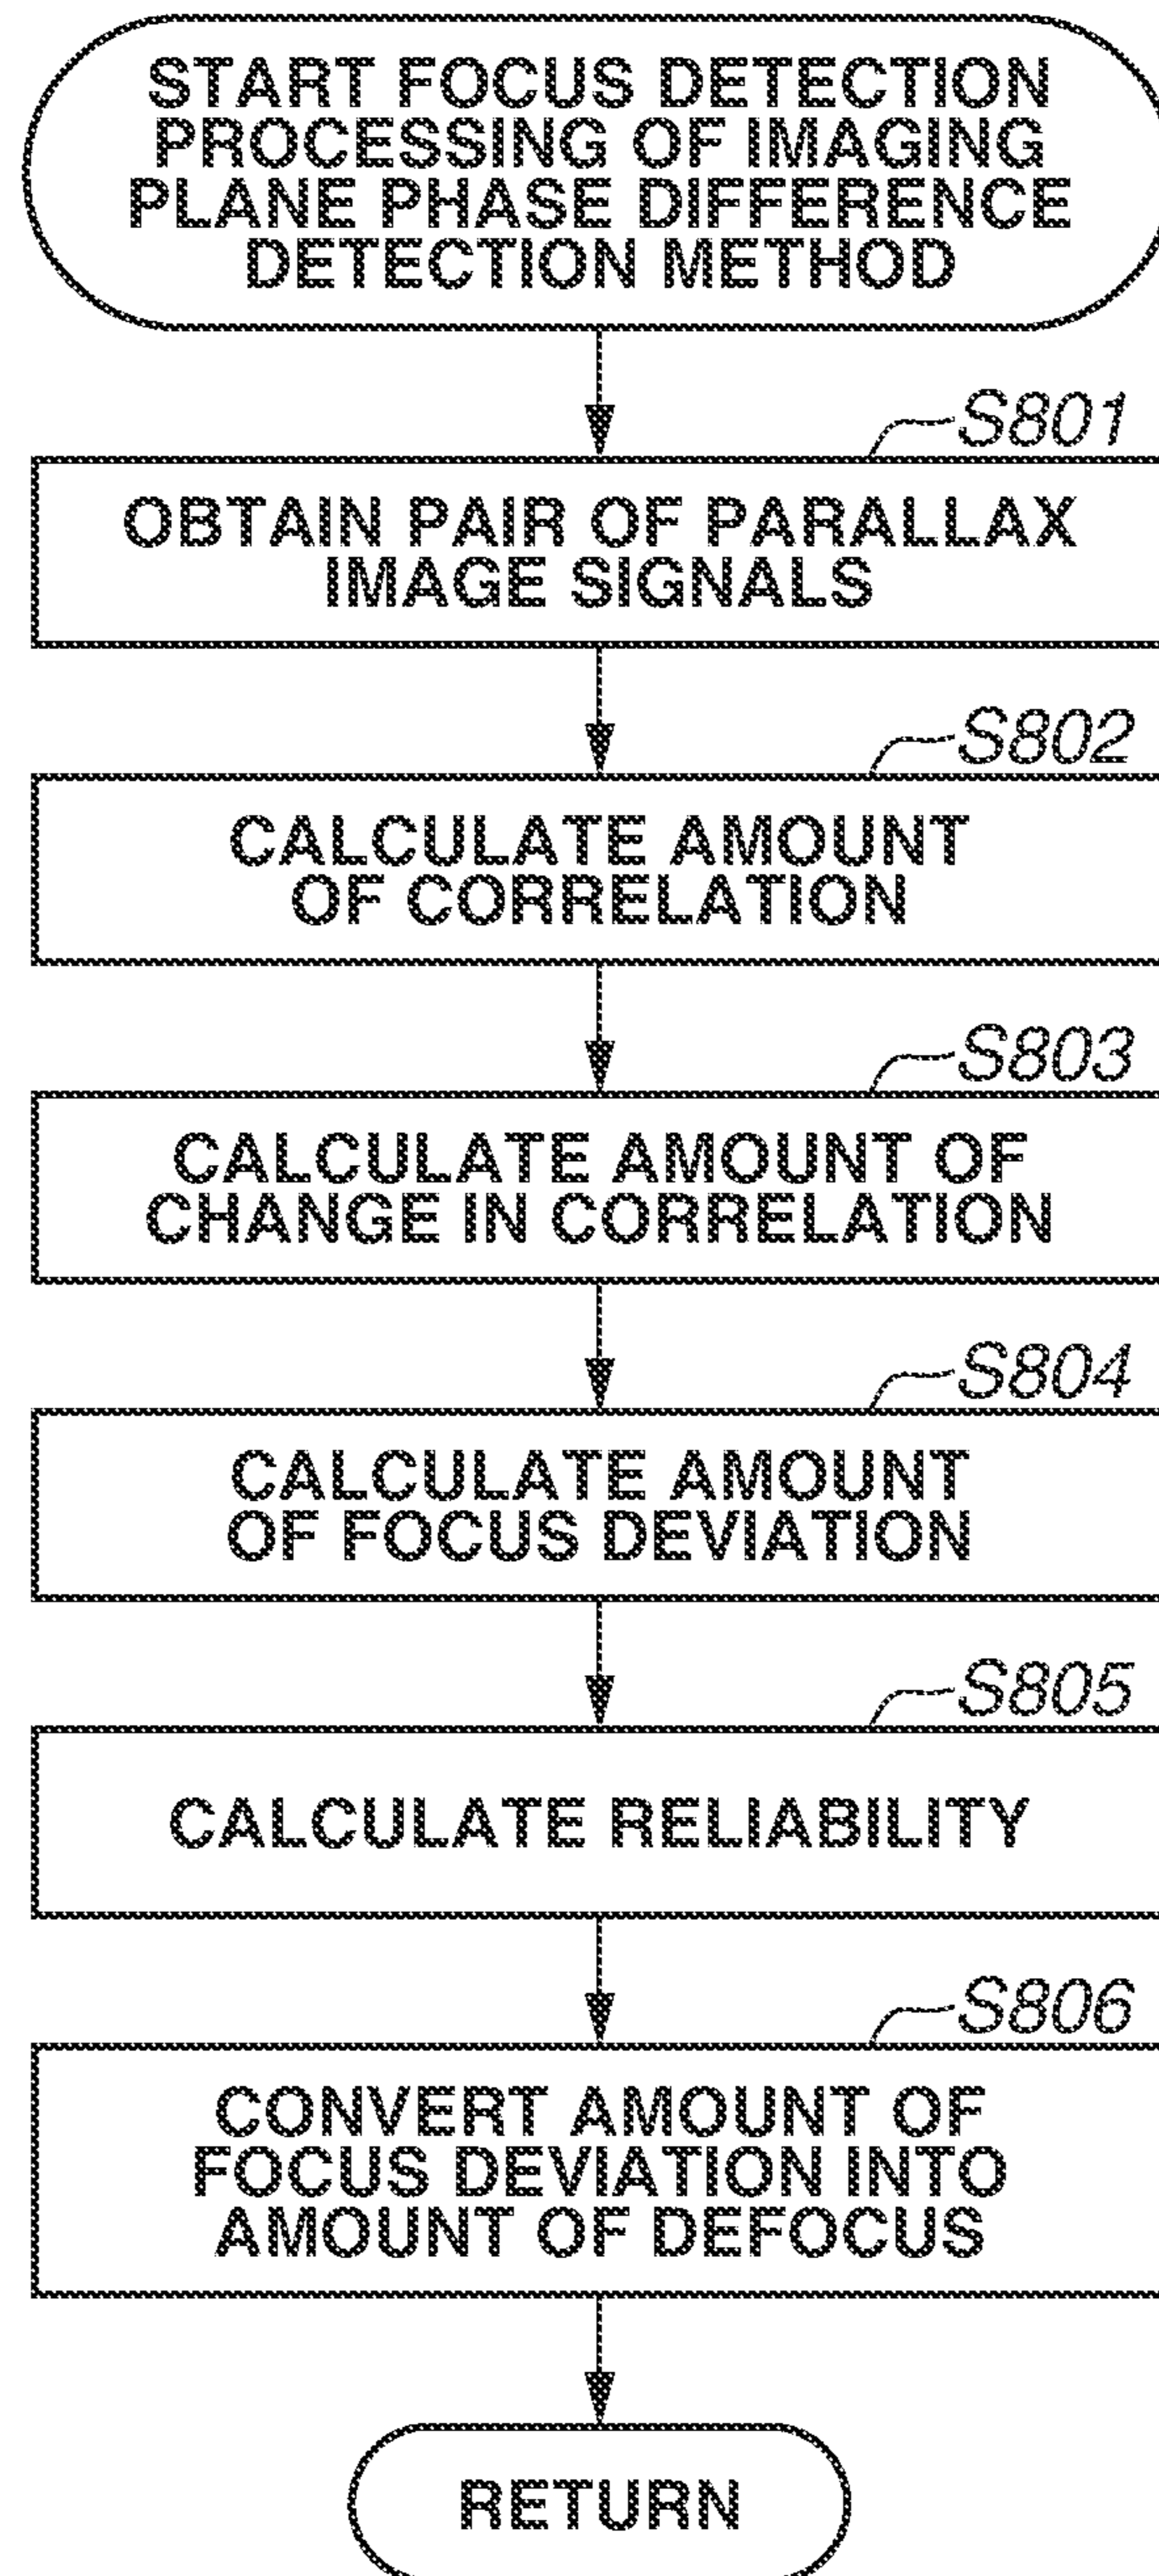 START FOCUS DETECTION
PROCESSING OF IMAGING
PLANE PHASE DIFFERENCE
DETECTION METHOD
S801
OBTAIN PAIR OF PARALLAX
IMAGE SIGNALS
S802
CALCULATE AMOUNT
OF CORRELATION
S803
CALCULATE AMOUNT OF
CHANGE IN CORRELATION
S804
CALCULATE AMOUNT
OF FOCUS DEVIATION
S805
CALCULATE RELIABILITY
S806
CONVERT AMOUNT OF
FOCUS DEVIATION INTO
AMOUNT OF DEFOCUS
RETURN